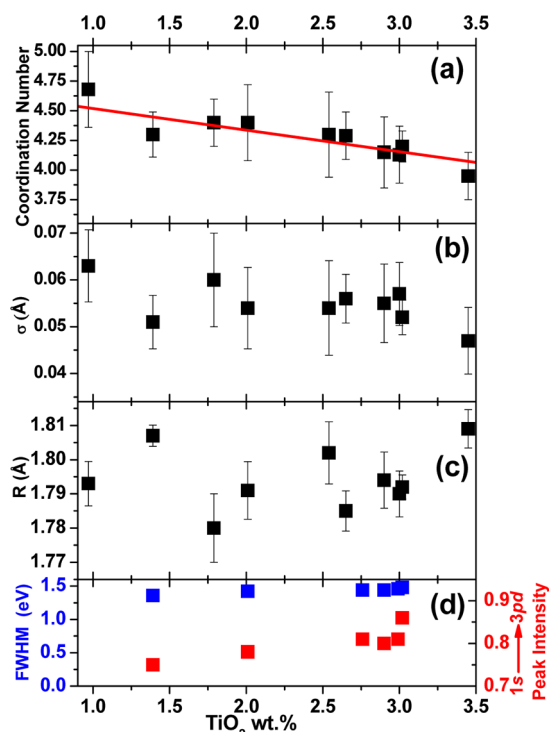 1.0 1.5 2.0 2.5 3.0 3.5
(a)
Coordination Number
5.00
4.75
4.50
4.25
4.00
3.75
(b)
σ (Å)
0.07
0.06
0.05
0.04
(c)
R (Å)
1.81
1.80
1.79
1.78
1.77
(d)
FWHM (eV)
1.5
1.0
0.5
0.0
0.9
0.8
0.7
1s 3pd
Peak Intensity
1.0 1.5 2.0 2.5 3.0 3.5
TiO2 wt.%